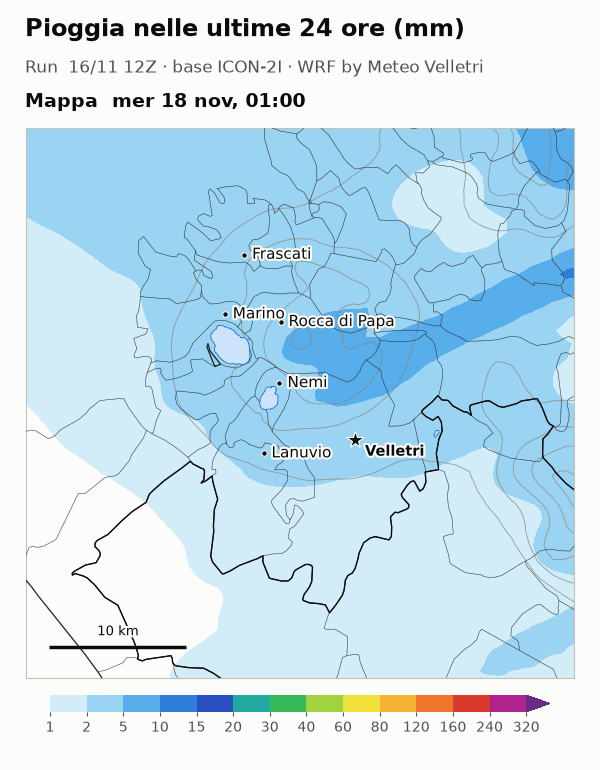 Pioggia nelle ultime 24 ore (mm)
Run 16/11 12Z · base ICON-2I · WRF by Meteo Velletri
Mappa mer 18 nov, 01:00
Frascati
Marino
Rocca di Papa
Nemi
Velletri
Lanuvio
10 km
1 2 5 10 15 20 30 40 60 80 120 160 240 320